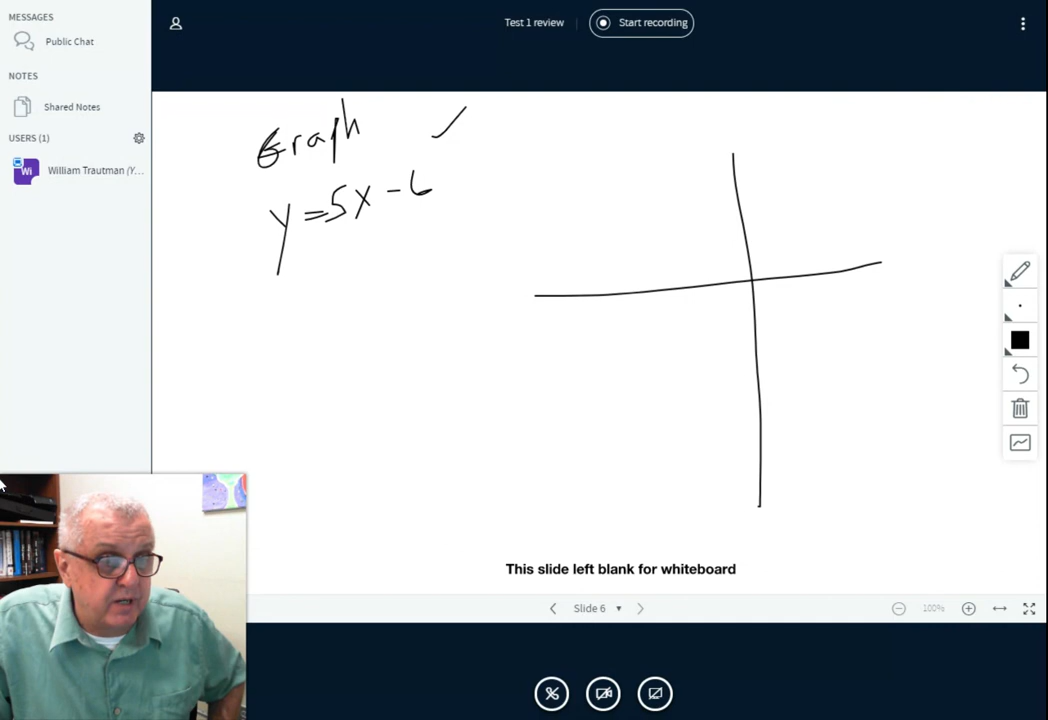 MESSAGES
Public Chat
NOTES
Shared Notes
USERS (1)
Wi
William Trautman (Y...
Test 1 review
Start recording
Graph
y = 5x - 6
This slide left blank for whiteboard
Slide 6
100%